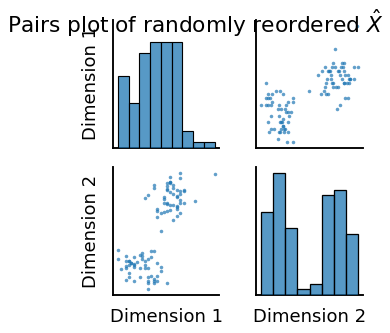 Pairs plot of randomly reordered X̂
Dimension 1
Dimension 2
Dimension 1
Dimension 2